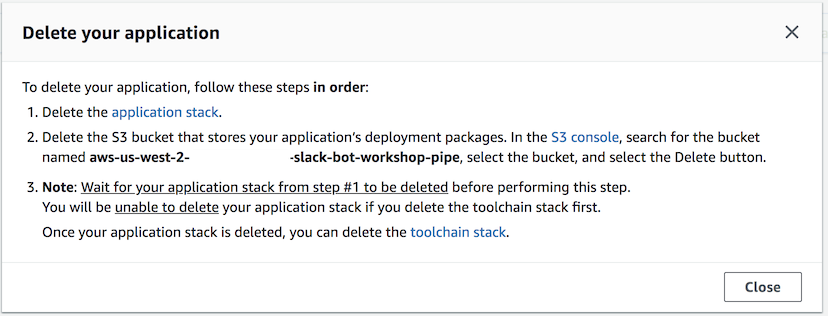 Delete your application
To delete your application, follow these steps in order:
1. Delete the application stack.
2. Delete the S3 bucket that stores your application's deployment packages. In the S3 console, search for the bucket
named aws-us-west-2- -slack-bot-workshop-pipe, select the bucket, and select the Delete button.
3. Note: Wait for your application stack from step #1 to be deleted before performing this step.
You will be unable to delete your application stack if you delete the toolchain stack first.
Once your application stack is deleted, you can delete the toolchain stack.
Close